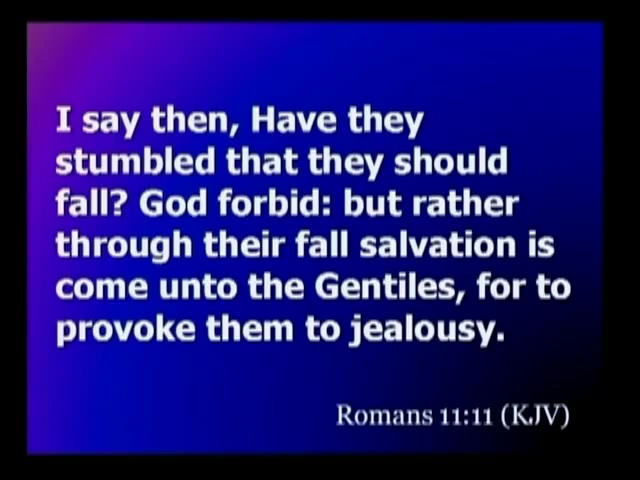 I say then, Have they
stumbled that they should
fall? God forbid: but rather
through their fall salvation is
come unto the Gentiles, for to
provoke them to jealousy.
Romans 11:11 (KJV)